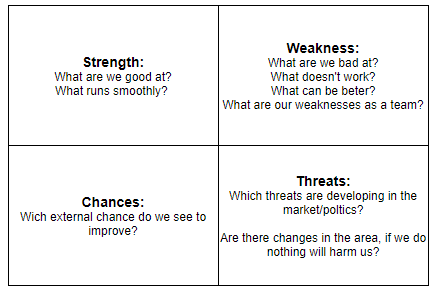 Strength:
What are we good at?
What runs smoothly?
Weakness:
What are we bad at?
What doesn't work?
What can be beter?
What are our weaknesses as a team?
Chances:
Wich external chance do we see to
improve?
Threats:
Which threats are developing in the
market/poltics?
Are there changes in the area, if we do
nothing will harm us?